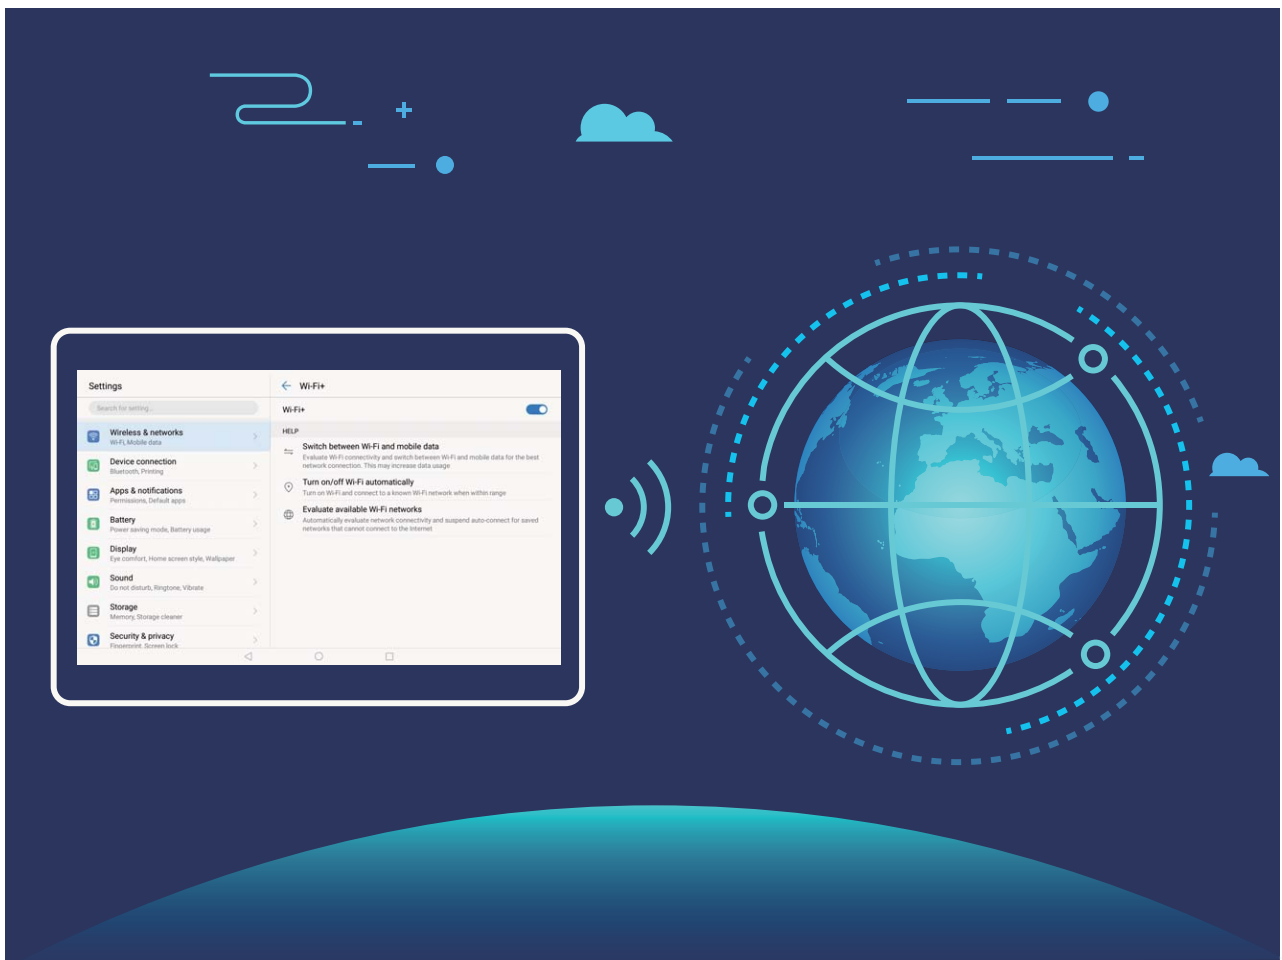 Settings
Search for setting...
Wireless & networks
Wi-Fi, Mobile data
Device connection
Bluetooth, Printing
Apps & notifications
Permissions, Default apps
Battery
Power saving mode, Battery usage
Display
Eye comfort, Home screen style, Wallpaper
Sound
Do not disturb, Ringtone, Vibrate
Storage
Memory, Storage cleaner
Security & privacy
Fingerprint, Screen lock
Wi-Fi+
Wi-Fi+
HELP
Switch between Wi-Fi and mobile data
Evaluate Wi-Fi connectivity and switch between Wi-Fi and mobile data for the best
network connection. This may increase data usage
Turn on/off Wi-Fi automatically
Turn on Wi-Fi and connect to a known Wi-Fi network when within range
Evaluate available Wi-Fi networks
Automatically evaluate network connectivity and suspend auto-connect for saved
networks that cannot connect to the Internet